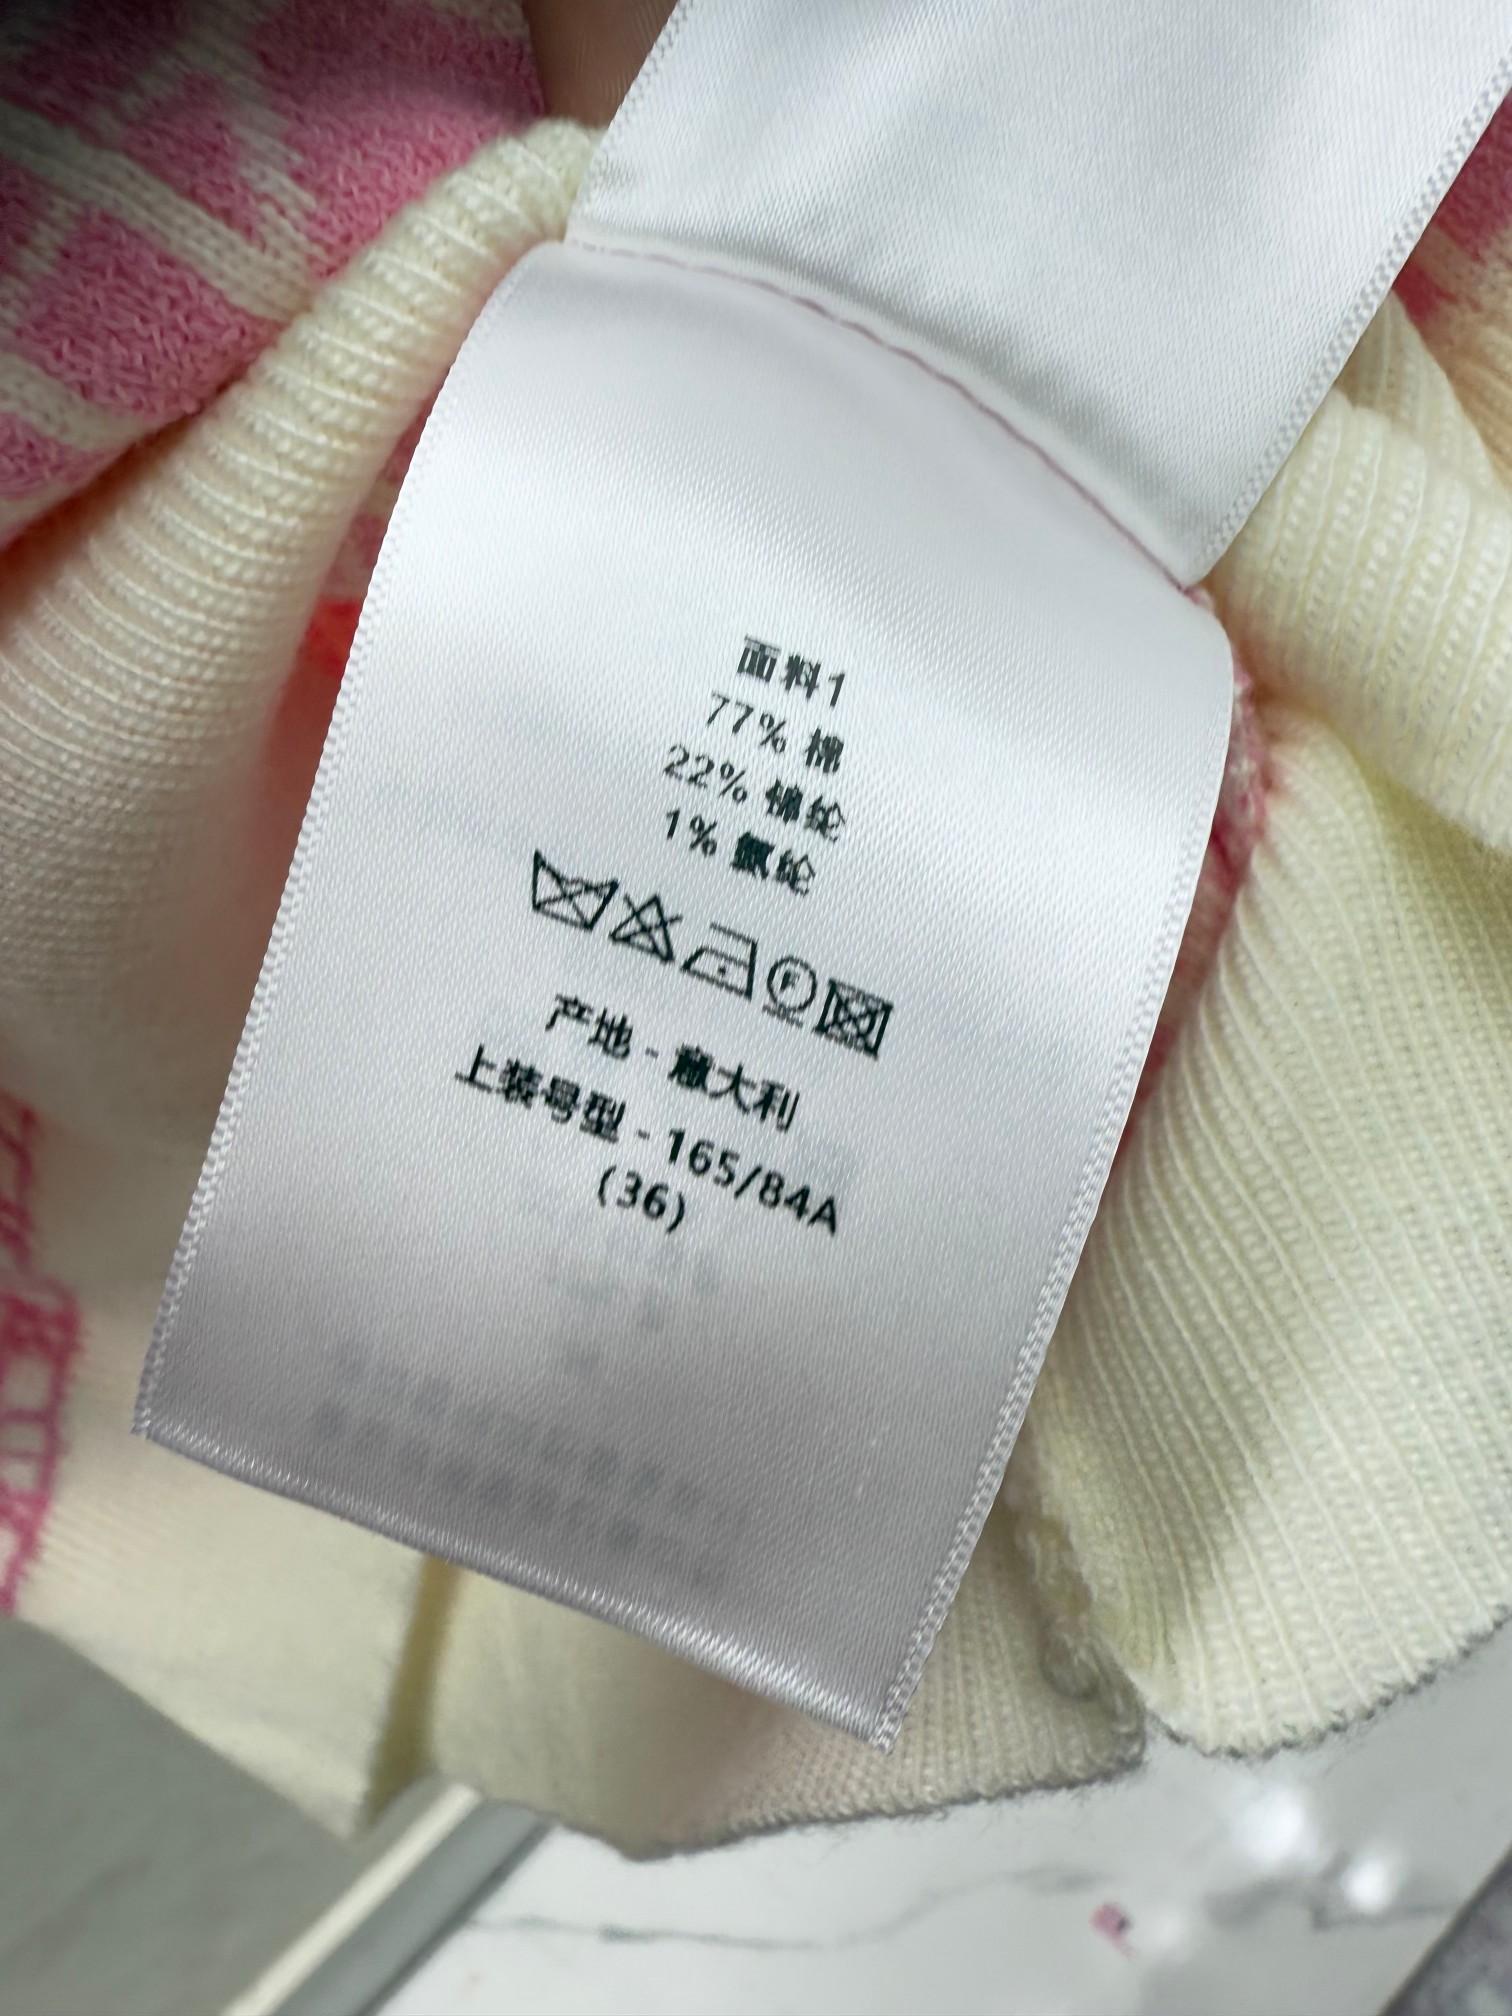 面料1
77% 棉
22% 锦纶
1% 氨纶
F
产地 - 意大利
上装号型 - 165/84A
(36)